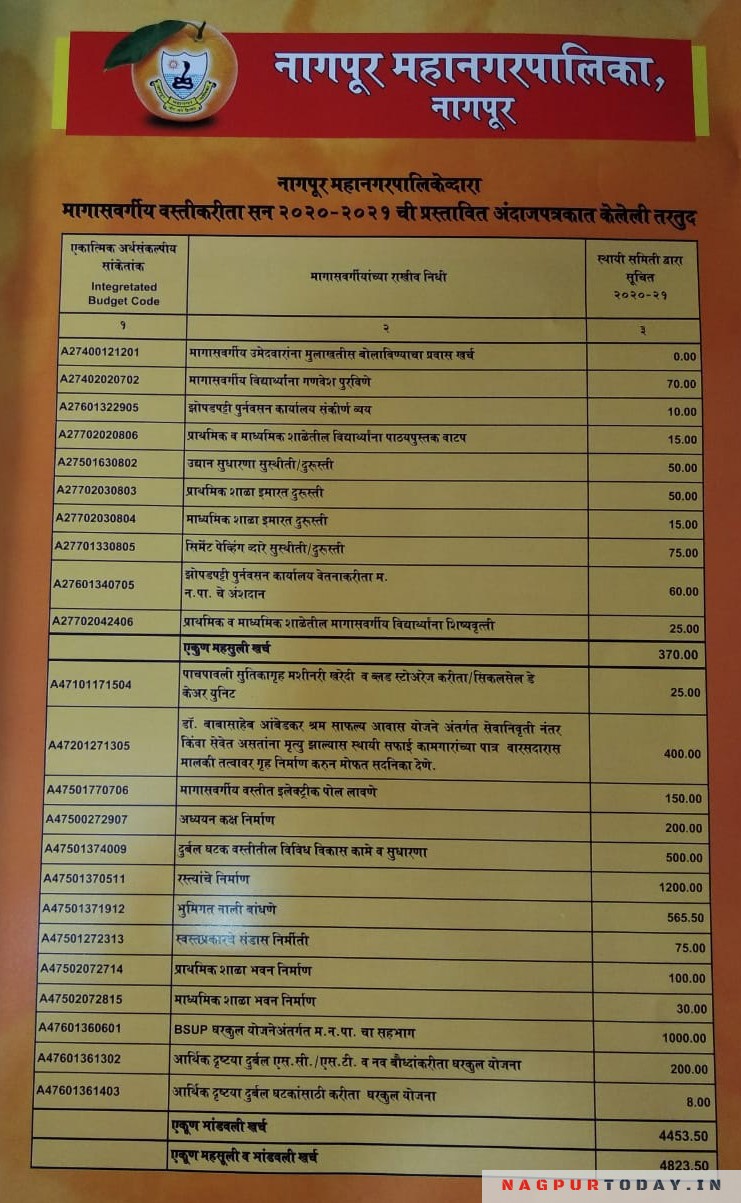 नागपूर महानगरपालिका,
नागपूर
नागपूर महानगरपालिकेव्दारा
मागासवर्गीय वस्तीकरीता सन २०२०-२०२१ ची प्रस्तावित अंदाजपत्रकात केलेली तरतुद
एकात्मिक अर्थसंकल्पीय
सांकेतांक
Integretated
Budget Code
मागासवर्गीयांच्या राखीव निधी
स्थायी समिती द्वारा
सूचित
२०२०-२१
१ २ ३
A27400121201 मागासवर्गीय उमेदवारांना मुलाखतीस बोलाविण्याचा प्रवास खर्च 0.00
A27402020702 मागासवर्गीय विद्यार्थ्यांना गणवेश पुरविणे 70.00
A27601322905 झोपडपट्टी पुर्नवसन कार्यालय संकीर्ण व्यय 10.00
A27702020806 प्राथमिक व माध्यमिक शाळेतील विद्यार्थ्यांना पाठयपुस्तक वाटप 15.00
A27501630802 उद्यान सुधारणा सुस्थीती/दुरूस्ती 50.00
A27702030803 प्राथमिक शाळा इमारत दुरूस्ती 50.00
A27702030804 माध्यमिक शाळा इमारत दुरूस्ती 15.00
A27701330805 सिमेंट पेव्हिंग व्दारे सुस्थीती/दुरूस्ती 75.00
A27601340705 झोपडपट्टी पुर्नवसन कार्यालय वेतनाकरीता म.
न.पा. चे अंशदान 60.00
A27702042406 प्राथमिक व माध्यमिक शाळेतील मागासवर्गीय विद्यार्थ्यांना शिष्यवृत्ती 25.00
एकुण महसुली खर्च 370.00
A47101171504 पाचपावली सुतिकागृह मशीनरी खरेदी व ब्लड स्टोअरेज करीता/सिकलसेल डे
केअर युनिट 25.00
A47201271305 डॉ. बाबासाहेब आंबेडकर श्रम साफल्य आवास योजने अंतर्गत सेवानिवृती नंतर
किंवा सेवेत असतांना मृत्यु झाल्यास स्थायी सफाई कामगारांच्या पात्र वारसदारास
मालकी तत्वावर गृह निर्माण करुन मोफत सदनिका देणे. 400.00
A47501770706 मागासवर्गीय वस्तीत इलेक्ट्रीक पोल लावणे 150.00
A47500272907 अध्ययन कक्ष निर्माण 200.00
A47501374009 दुर्बल घटक वस्तीतील विविध विकास कामे व सुधारणा 500.00
A47501370511 रस्त्यांचे निर्माण 1200.00
A47501371912 भुमिगत नाली बांधणे 565.50
A47501272313 स्वस्तप्रकारचे संडास निर्मीती 75.00
A47502072714 प्राथमिक शाळा भवन निर्माण 100.00
A47502072815 माध्यमिक शाळा भवन निर्माण 30.00
A47601360601 BSUP घरकुल योजनेअंतर्गत म.न.पा. चा सहभाग 1000.00
A47601361302 आर्थिक दृष्टया दुर्बल एस.सी./एस.टी. व नव बौध्दांकरीता घरकुल योजना 200.00
A47601361403 आर्थिक दृष्टया दुर्बल घटकांसाठी करीता घरकुल योजना 8.00
एकूण भांडवली खर्च 4453.50
एकूण महसूली व भांडवली खर्च 4823.50
NAGPURTODAY.IN